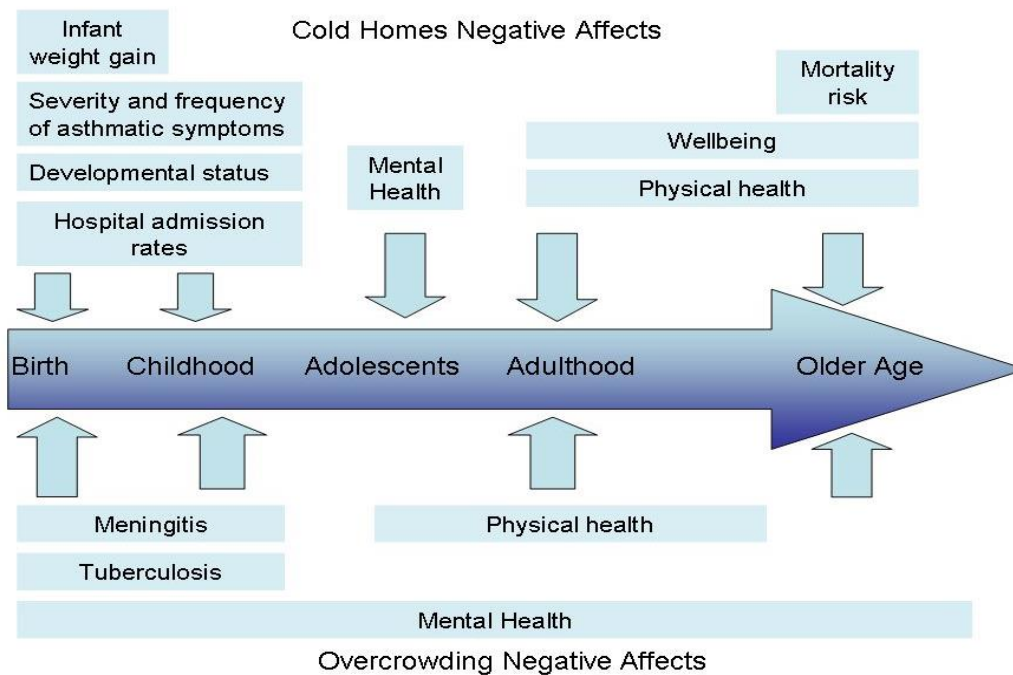 Cold Homes Negative Affects
Infant
weight gain
Severity and frequency
of asthmatic symptoms
Developmental status
Hospital admission
rates
Mental
Health
Mortality
risk
Wellbeing
Physical health
Birth
Childhood
Adolescents
Adulthood
Older Age
Meningitis
Tuberculosis
Physical health
Mental Health
Overcrowding Negative Affects